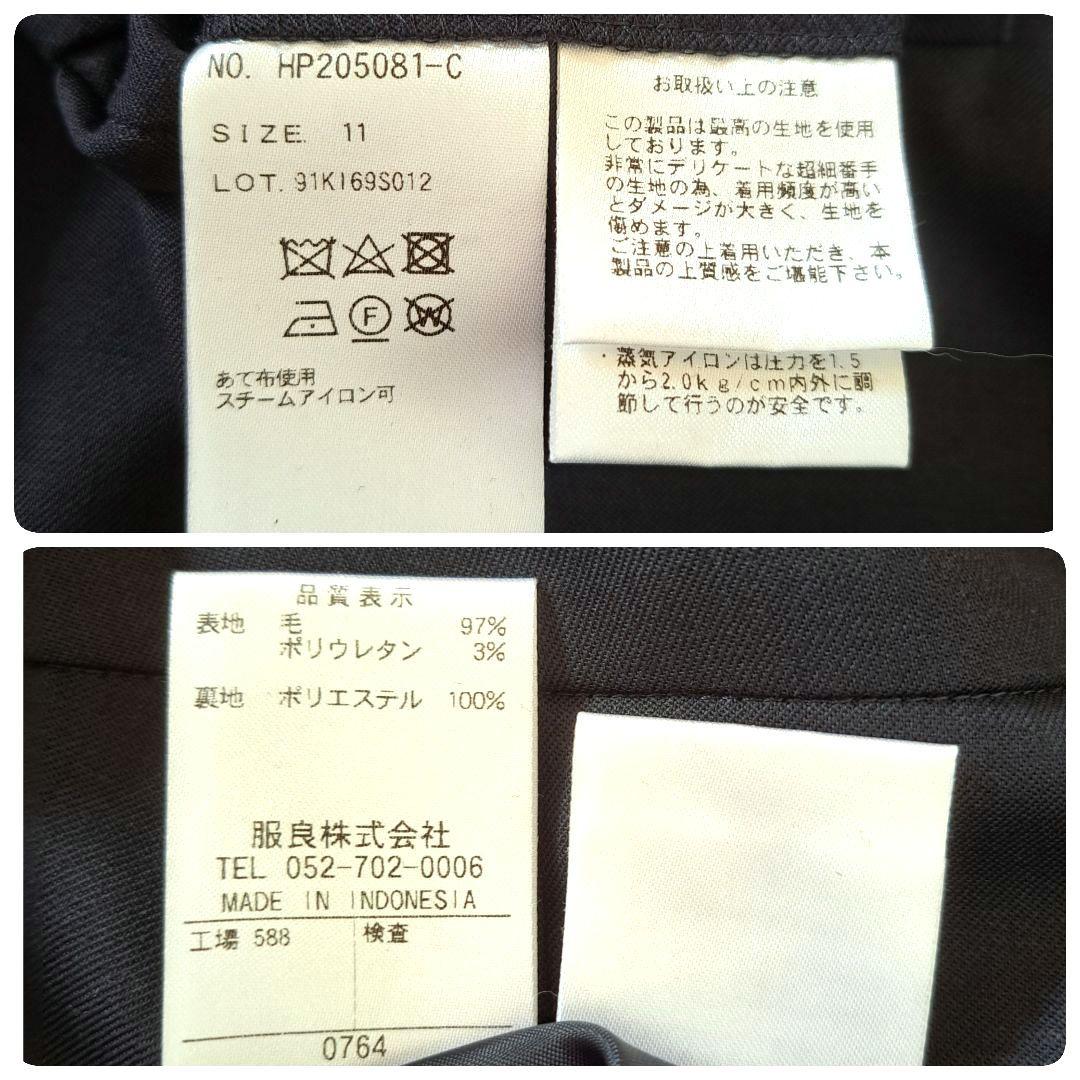 NO. HP205081-C
SIZE 11
LOT. 91KI69S012
F
W
あて布使用
スチームアイロン可
お取扱い上の注意
この製品は最高の生地を使用
しております。
非常にデリケートな超細番手
の生地の為、着用頻度が高い
とダメージが大きく、生地を
傷めます。
ご注意の上着用いただき、本
製品の上質感をご堪能下さい。
・蒸気アイロンは圧力を1.5
から2.0kg/cm内外に調
節して行うのが安全です。
品質表示
表地 毛 97%
ポリウレタン 3%
裏地 ポリエステル 100%
服良株式会社
TEL 052-702-0006
MADE IN INDONESIA
工場 588 検査
0764